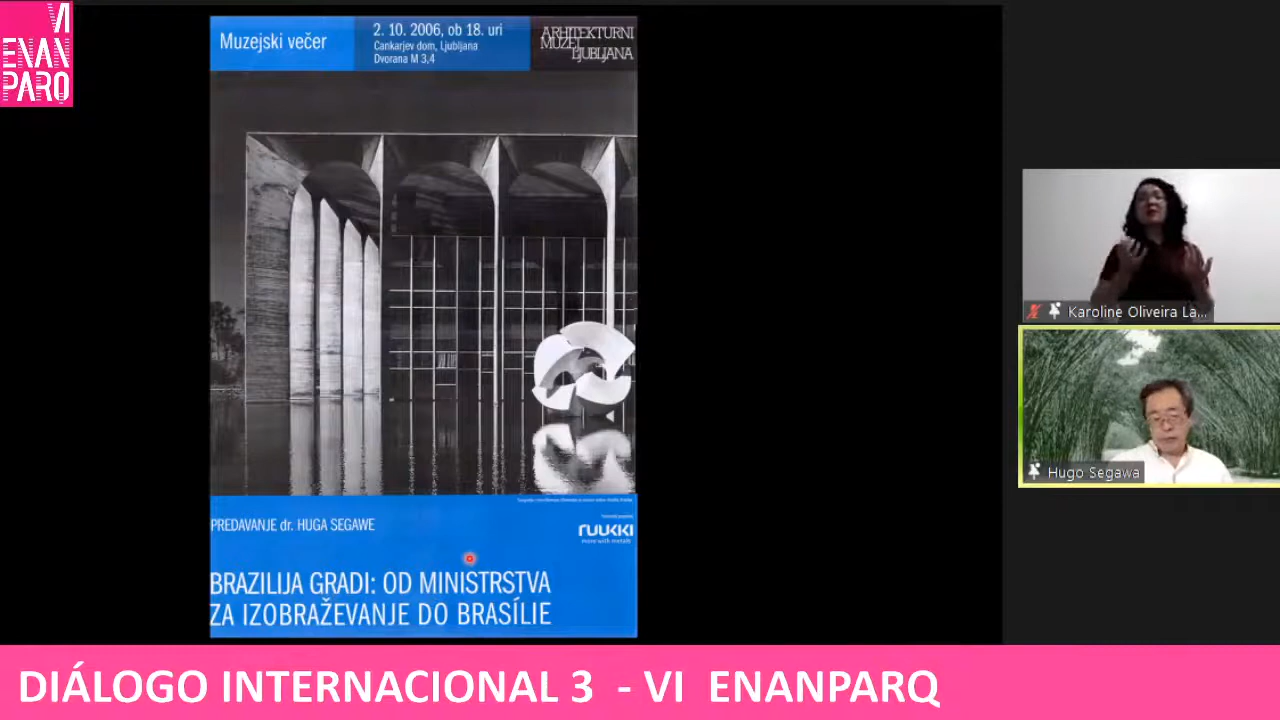 VI
ENAN
PARQ
Muzejski večer
2. 10. 2006, ob 18. uri
Cankarjev dom, Ljubljana
Dvorana M 3,4
ARHITEKTURNI
MUZEJ
LJUBLJANA
PREDAVANJE dr. HUGA SEGAWE
RUUKKI
more with metals
BRAZILIJA GRADI: OD MINISTRSTVA
ZA IZOBRAŽEVANJE DO BRASÍLIE
Karoline Oliveira La...
Hugo Segawa
DIÁLOGO INTERNACIONAL 3 - VI ENANPARQ